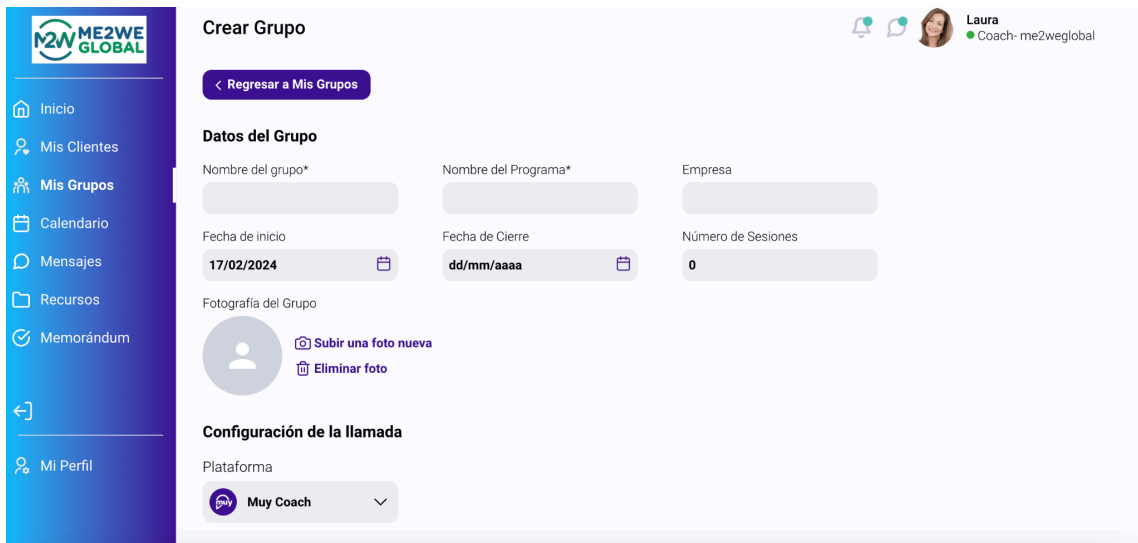 M2W ME2WE
GLOBAL
Inicio
Mis Clientes
Mis Grupos
Calendario
Mensajes
Recursos
Memorándum
Mi Perfil
Crear Grupo
Laura
Coach- me2weglobal
Regresar a Mis Grupos
Datos del Grupo
Nombre del grupo*
Nombre del Programa*
Empresa
Fecha de inicio
Fecha de Cierre
Número de Sesiones
17/02/2024
dd/mm/aaaa
0
Fotografía del Grupo
Subir una foto nueva
Eliminar foto
Configuración de la llamada
Plataforma
muy Muy Coach